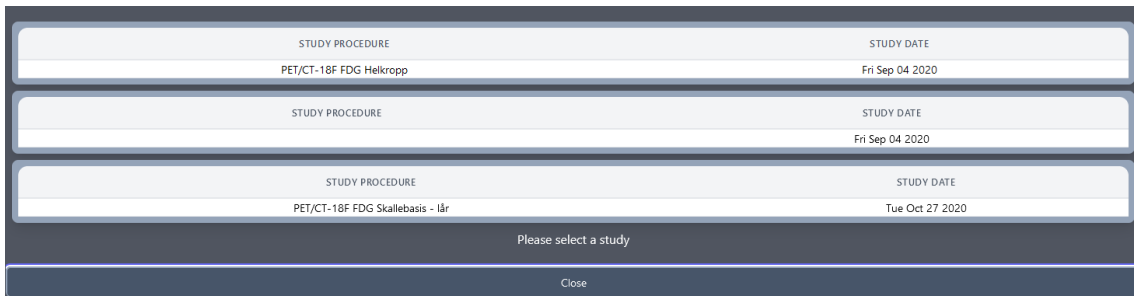 STUDY PROCEDURE STUDY DATE
PET/CT-18F FDG Helkropp Fri Sep 04 2020
STUDY PROCEDURE STUDY DATE
Fri Sep 04 2020
STUDY PROCEDURE STUDY DATE
PET/CT-18F FDG Skallebasis - lår Tue Oct 27 2020
Please select a study
Close